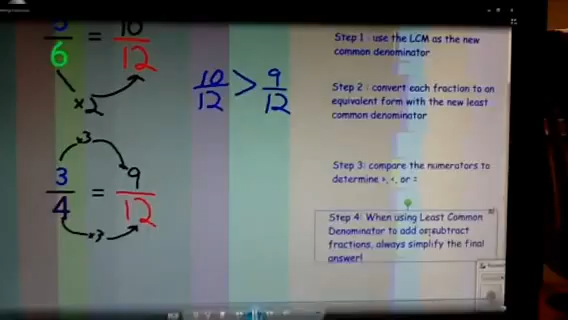 5/6 = 10/12
×2
10/12 > 9/12
×3
3/4 = 9/12
×3
Step 1 : use the LCM as the new
common denominator
Step 2 : convert each fraction to an
equivalent form with the new least
common denominator
Step 3: compare the numerators to
determine >, <, or =
Step 4: When using Least Common
Denominator to add or subtract
fractions, always simplify the final
answer!